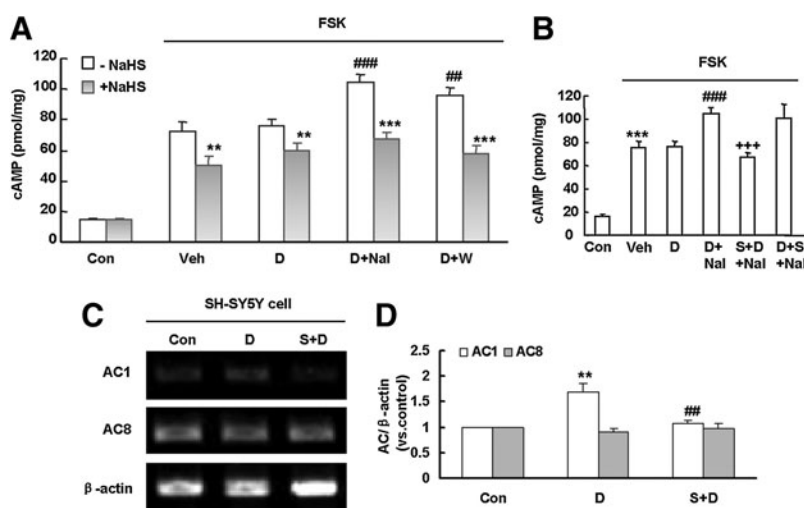 A
FSK
- NaHS
+NaHS
cAMP (pmol/mg)
120
100
80
60
40
20
0
**
**
###
***
##
***
Con Veh D D+Nal D+W
B
FSK
cAMP (pmol/mg)
120
100
80
60
40
20
0
***
###
+++
Con Veh D D+ S+D D+S
Nal +Nal +Nal
C
SH-SY5Y cell
Con D S+D
AC1
AC8
β-actin
D
AC1 AC8
AC/β-actin
(vs.control)
2.5
2
1.5
1
0.5
0
**
##
Con D S+D